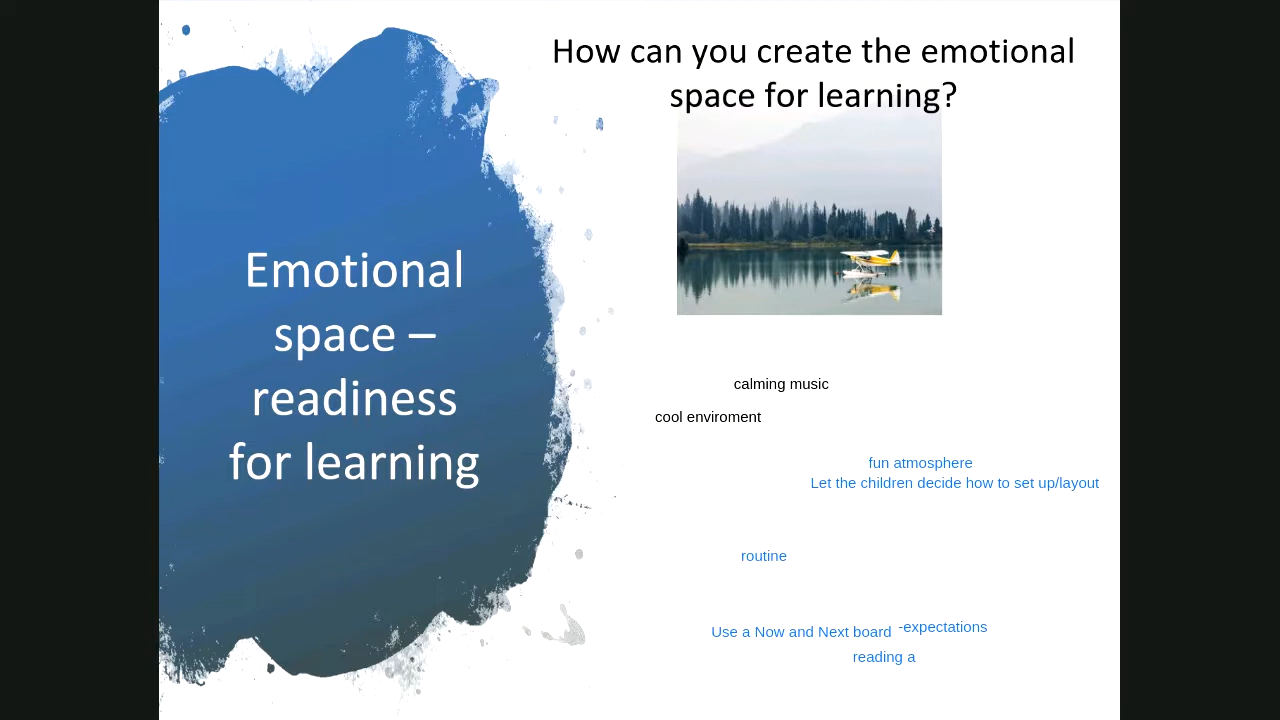 How can you create the emotional
space for learning?
Emotional
space –
readiness
for learning
calming music
cool enviroment
fun atmosphere
Let the children decide how to set up/layout
routine
Use a Now and Next board
-expectations
reading a